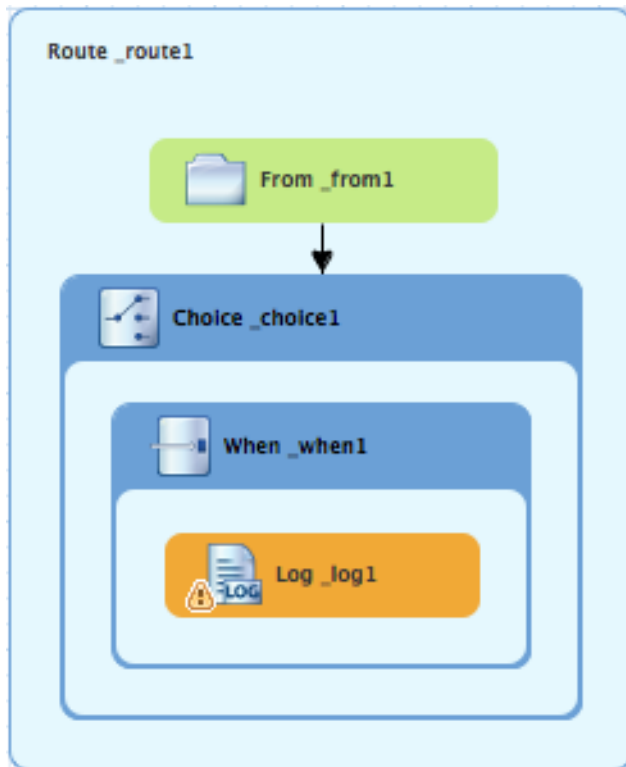 Route _route1
From _from1
Choice _choice1
When _when1
LOG
Log _log1